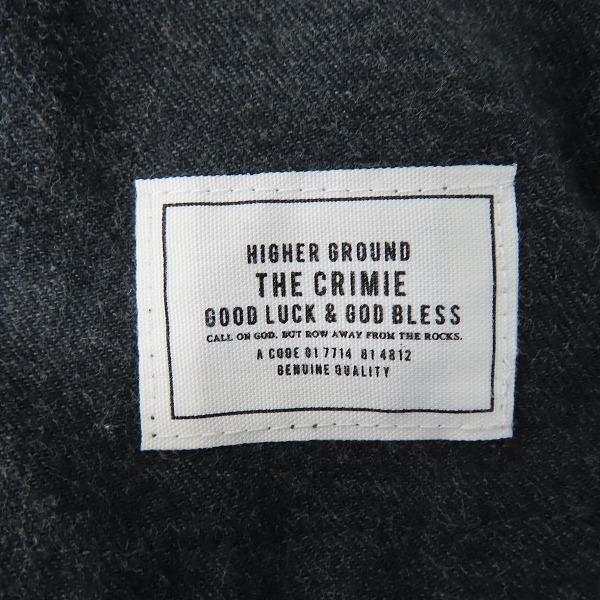 HIGHER GROUND
THE CRIMIE
GOOD LUCK & GOD BLESS
CALL ON GOD. BUT ROW AWAY FROM THE ROCKS.
A CODE 01 7714 81 4812
GENUINE QUALITY